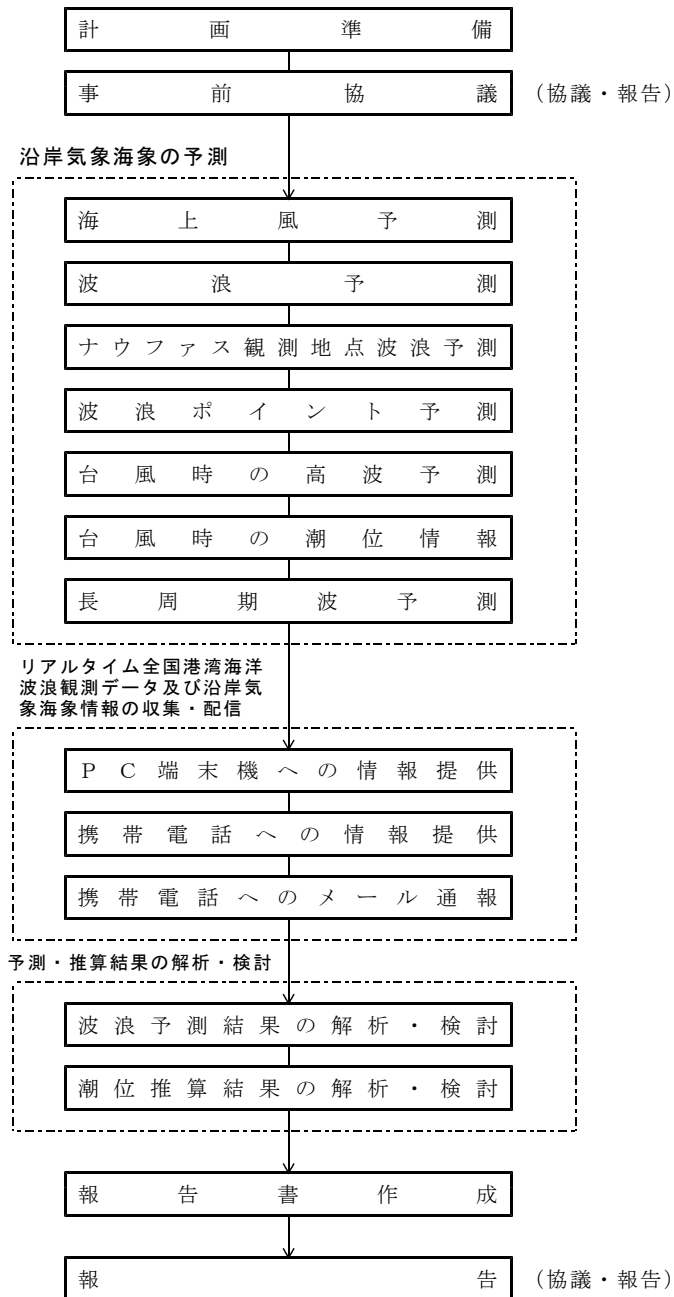 計画準備
事前協議 （協議・報告）
沿岸気象海象の予測
海上風予測
波浪予測
ナウファス観測地点波浪予測
波浪ポイント予測
台風時の高波予測
台風時の潮位情報
長周期波予測
リアルタイム全国港湾海洋
波浪観測データ及び沿岸気
象海象情報の収集・配信
ＰＣ端末機への情報提供
携帯電話への情報提供
携帯電話へのメール通報
予測・推算結果の解析・検討
波浪予測結果の解析・検討
潮位推算結果の解析・検討
報告書作成
報告 （協議・報告）